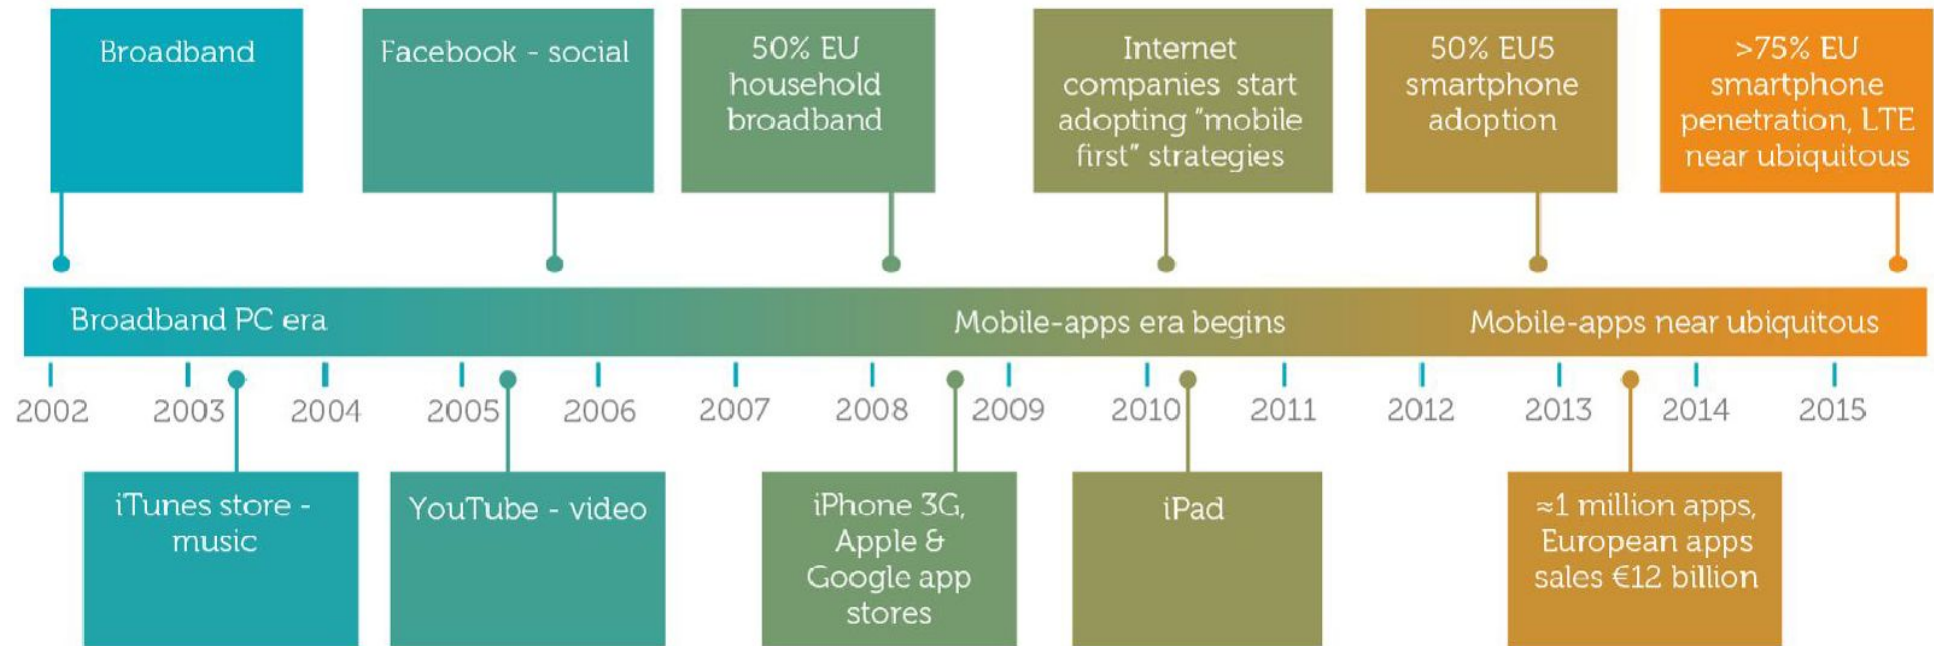 Broadband
Facebook - social
50% EU
household
broadband
Internet
companies start
adopting "mobile
first" strategies
50% EU5
smartphone
adoption
>75% EU
smartphone
penetration, LTE
near ubiquitous
Broadband PC era
Mobile-apps era begins
Mobile-apps near ubiquitous
2002
2003
2004
2005
2006
2007
2008
2009
2010
2011
2012
2013
2014
2015
iTunes store -
music
YouTube - video
iPhone 3G,
Apple &
Google app
stores
iPad
≈1 million apps,
European apps
sales €12 billion